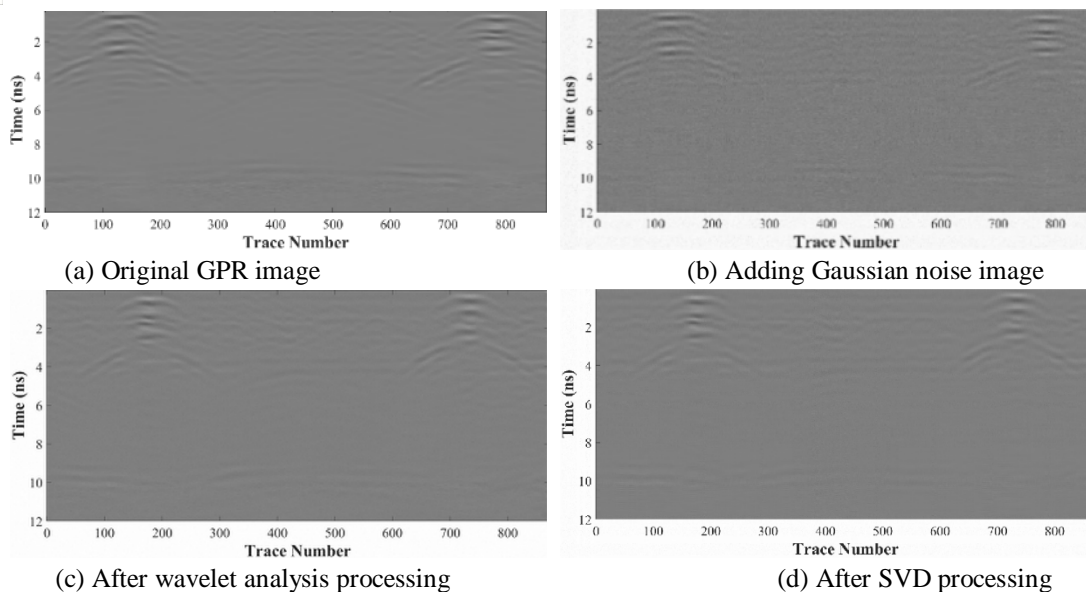 2
4
6
8
10
12
Time (ns)
0 100 200 300 400 500 600 700 800
Trace Number
(a) Original GPR image
2
4
6
8
10
12
Time (ns)
0 100 200 300 400 500 600 700 800
Trace Number
(b) Adding Gaussian noise image
2
4
6
8
10
12
Time (ns)
0 100 200 300 400 500 600 700 800
Trace Number
(c) After wavelet analysis processing
2
4
6
8
10
12
Time (ns)
0 100 200 300 400 500 600 700 800
Trace Number
(d) After SVD processing